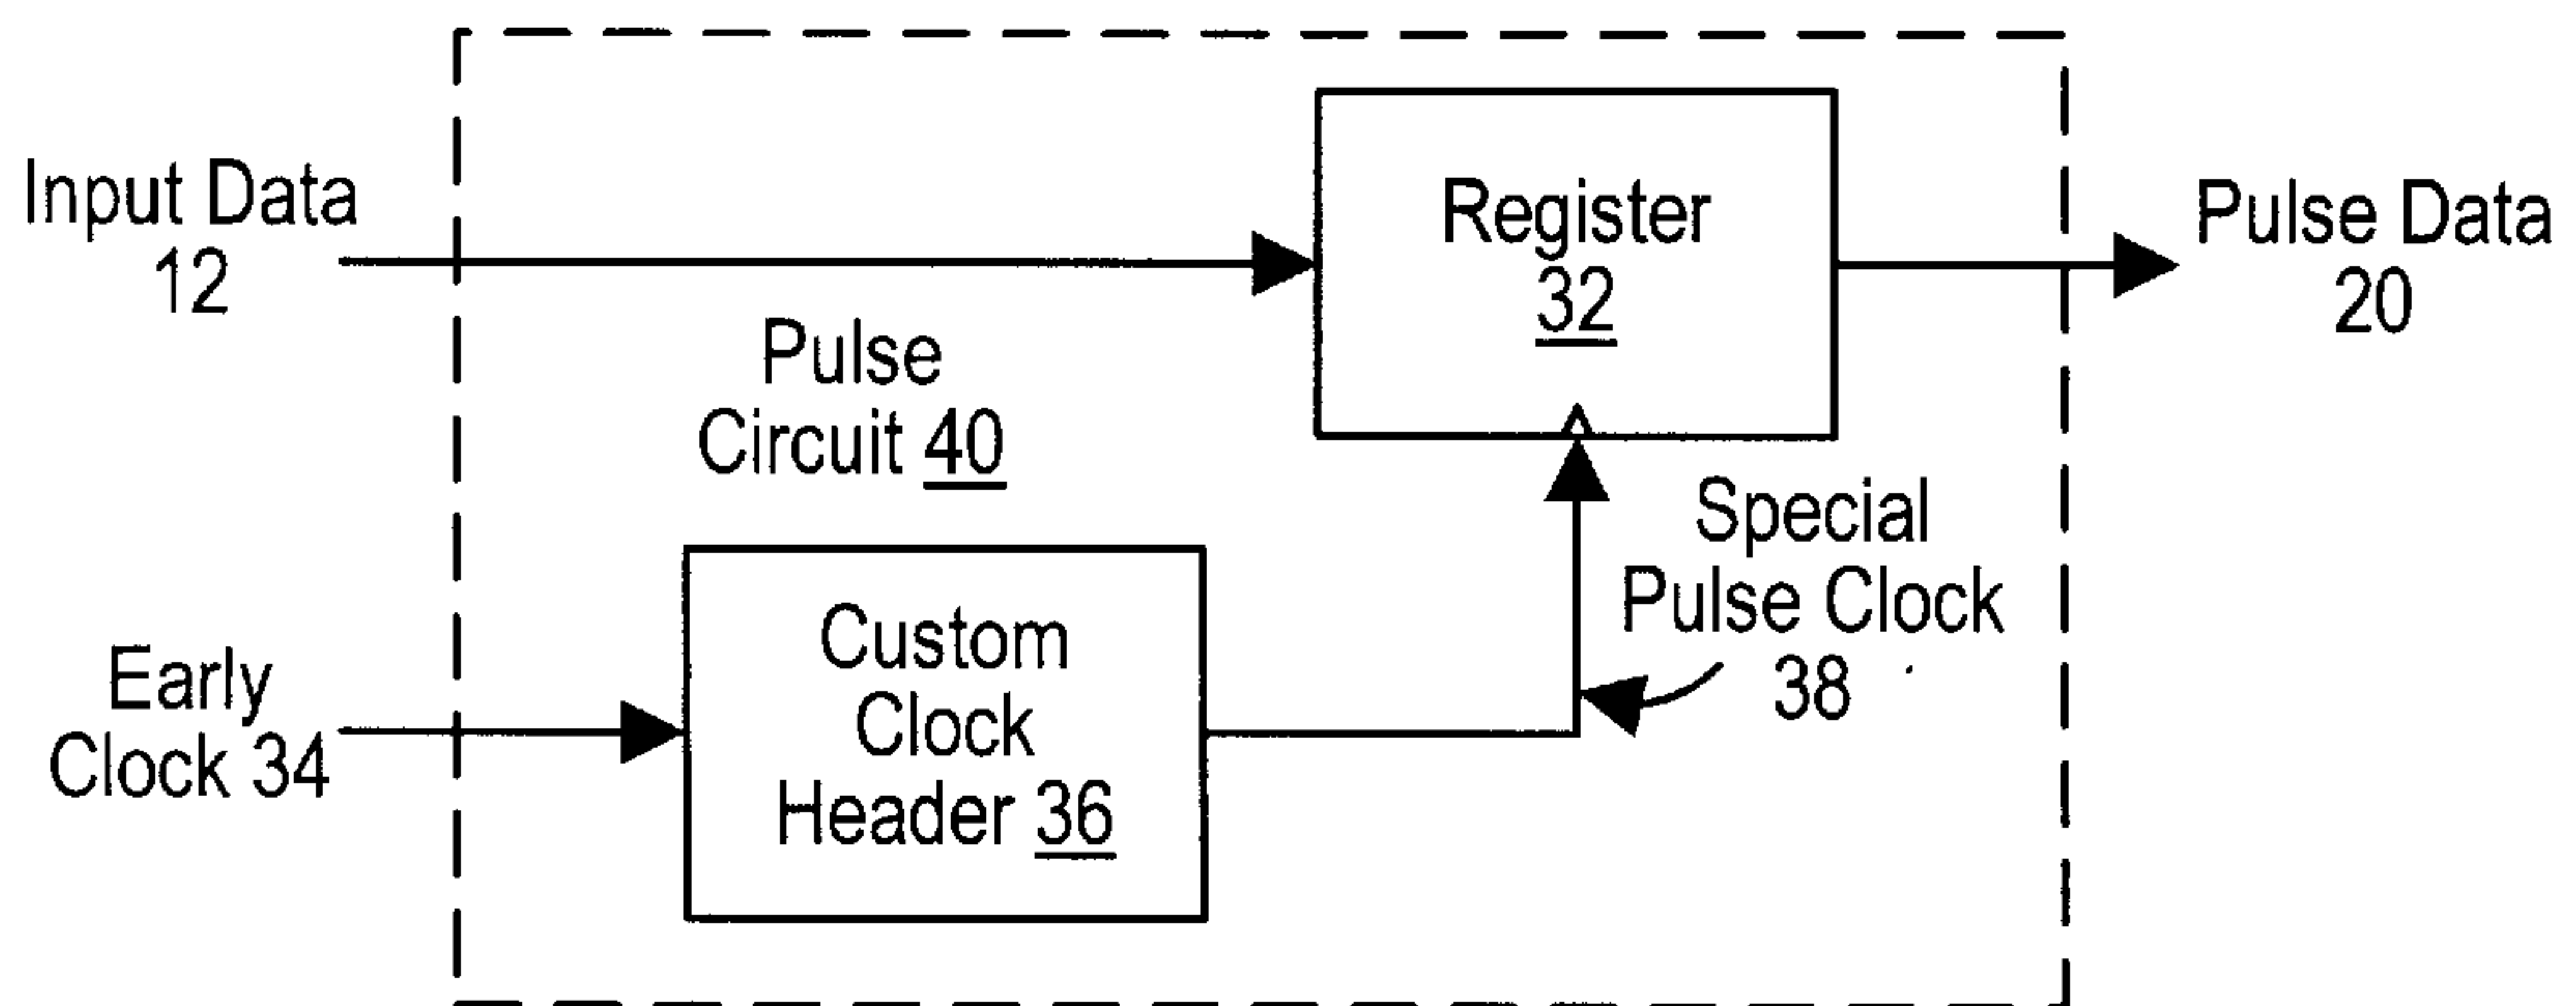 Input Data
12
Pulse
Circuit 40
Register
32
Pulse Data
20
Early
Clock 34
Custom
Clock
Header 36
Special
Pulse Clock
38